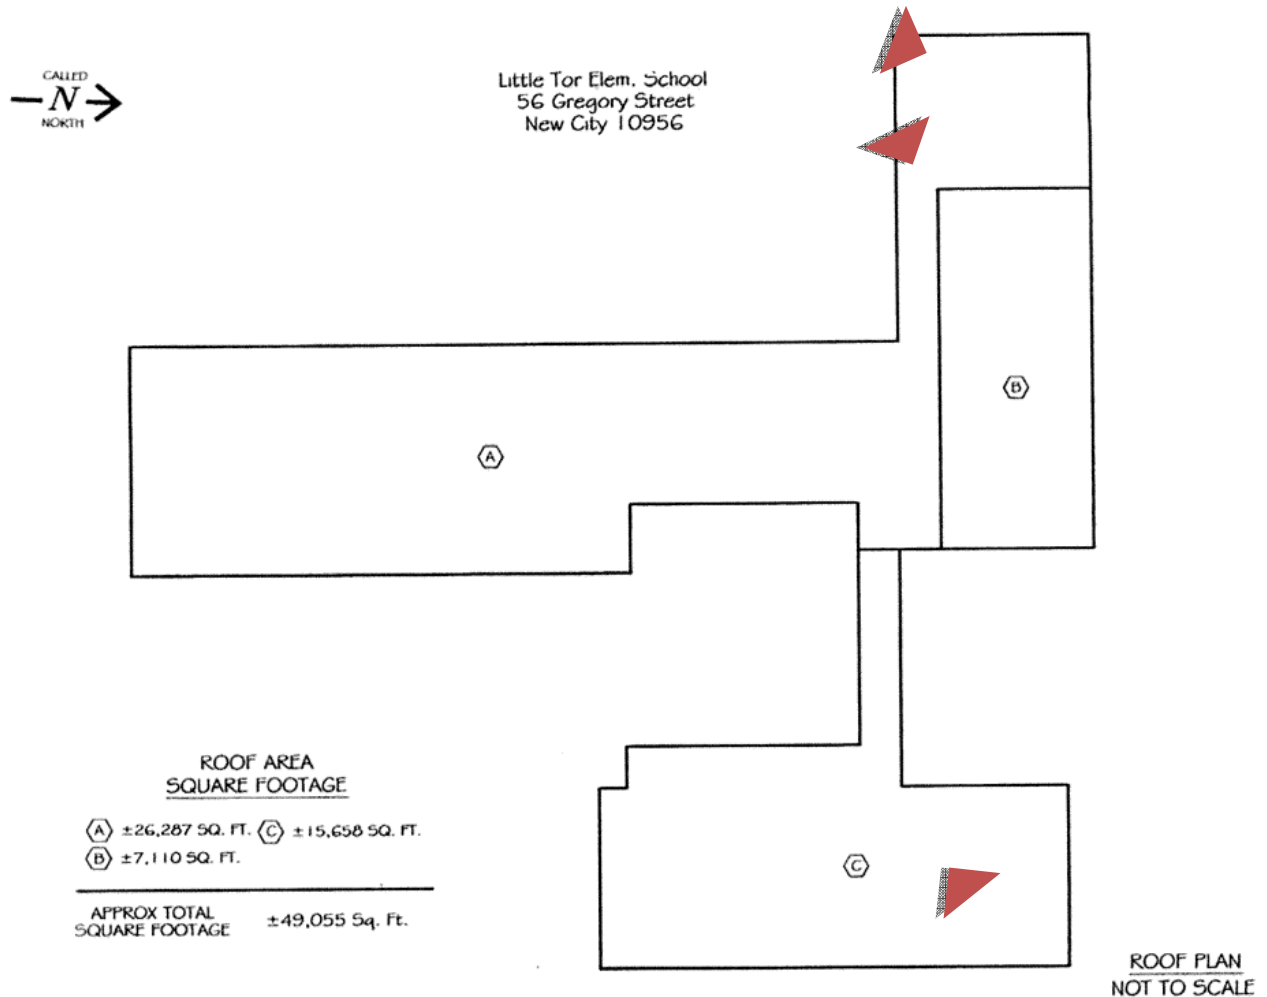 CALLED
N
NORTH
Little Tor Elem. School
56 Gregory Street
New City 10956
B
A
ROOF AREA
SQUARE FOOTAGE
A ±26,287 SQ. FT. C ±15,658 SQ. FT.
B ±7,110 SQ. FT.
APPROX TOTAL
SQUARE FOOTAGE
±49,055 Sq. Ft.
C
ROOF PLAN
NOT TO SCALE